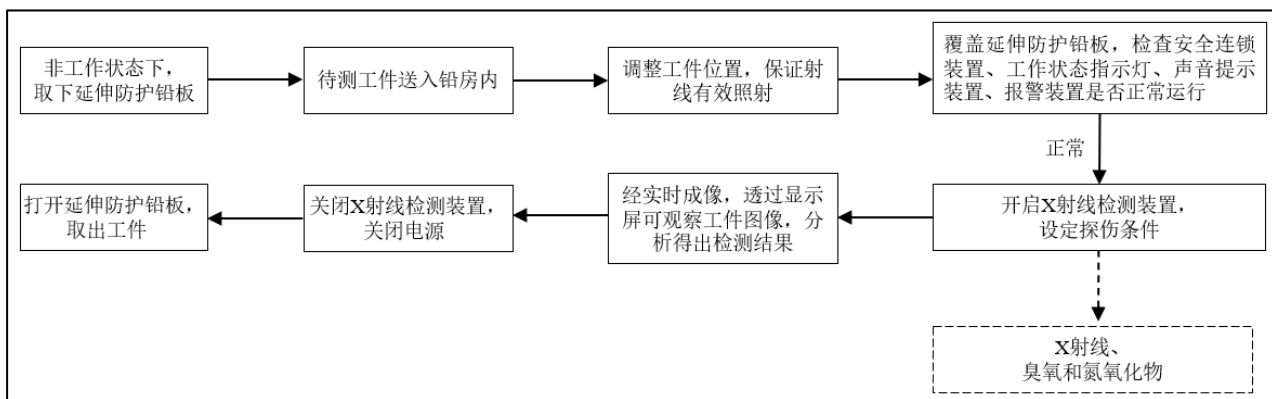 非工作状态下，
取下延伸防护铅板
待测工件送入铅房内
调整工件位置，保证射
线有效照射
覆盖延伸防护铅板，检查安全连锁
装置、工作状态指示灯、声音提示
装置、报警装置是否正常运行
正常
开启X射线检测装置，
设定探伤条件
经实时成像，透过显示
屏可观察工件图像，分
析得出检测结果
关闭X射线检测装置，
关闭电源
打开延伸防护铅板，
取出工件
X射线、
臭氧和氮氧化物